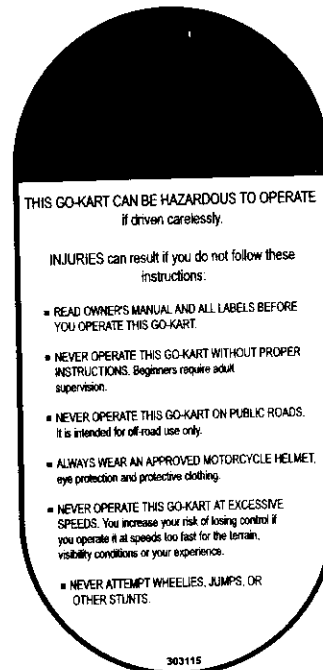 THIS GO-KART CAN BE HAZARDOUS TO OPERATE
if driven carelessly.
INJURIES can result if you do not follow these
instructions:
■ READ OWNER'S MANUAL AND ALL LABELS BEFORE
YOU OPERATE THIS GO-KART.
■ NEVER OPERATE THIS GO-KART WITHOUT PROPER
INSTRUCTIONS. Beginners require adult
supervision.
■ NEVER OPERATE THIS GO-KART ON PUBLIC ROADS.
It is intended for off-road use only.
■ ALWAYS WEAR AN APPROVED MOTORCYCLE HELMET,
eye protection and protective clothing.
■ NEVER OPERATE THIS GO-KART AT EXCESSIVE
SPEEDS. You increase your risk of losing control if
you operate it at speeds too fast for the terrain,
visibility conditions or your experience.
■ NEVER ATTEMPT WHEELIES, JUMPS, OR
OTHER STUNTS.
303115